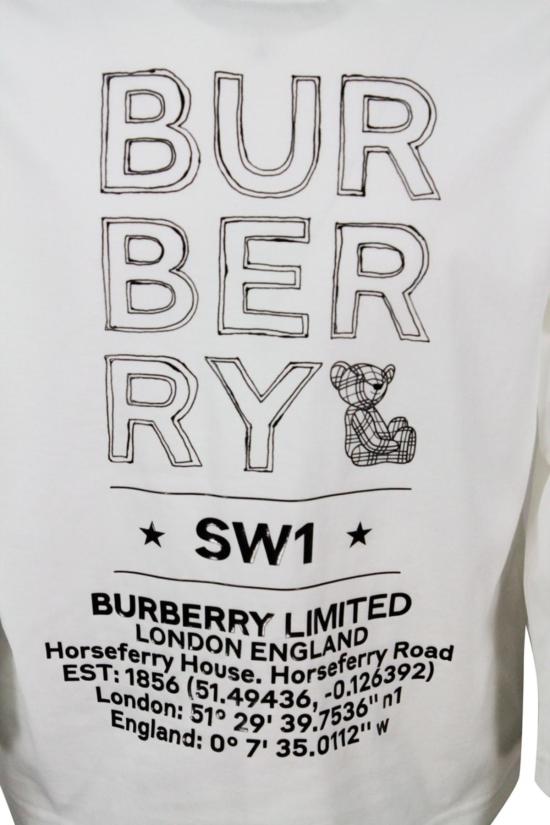 BUR
BER
RY
★ SW1 ★
BURBERRY LIMITED
LONDON ENGLAND
Horseferry House. Horseferry Road
EST: 1856 (51.49436, -0.126392)
London: 51° 29' 39.7536" n1
England: 0° 7' 35.0112" w